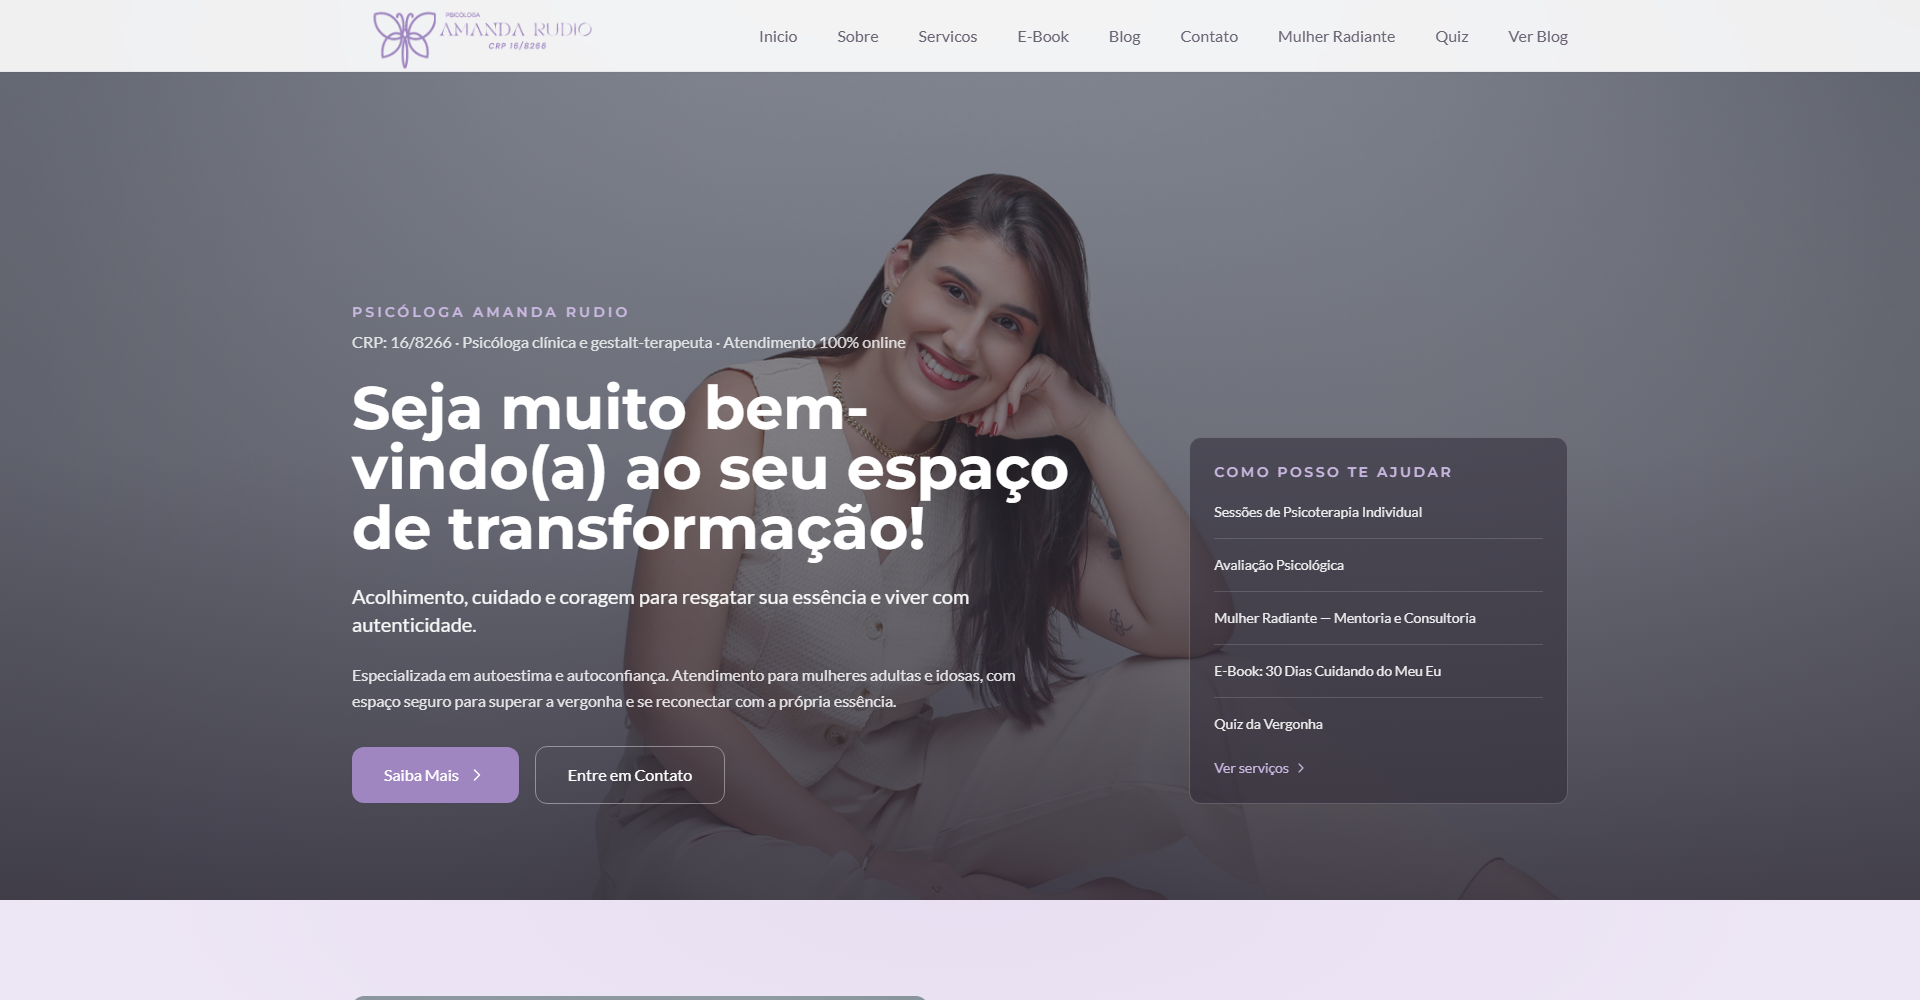 PSICÓLOGA
AMANDA RUDIO
CRP 16/8266
Inicio
Sobre
Servicos
E-Book
Blog
Contato
Mulher Radiante
Quiz
Ver Blog
PSICÓLOGA AMANDA RUDIO
CRP: 16/8266 · Psicóloga clínica e gestalt-terapeuta · Atendimento 100% online
Seja muito bem-
vindo(a) ao seu espaço
de transformação!
Acolhimento, cuidado e coragem para resgatar sua essência e viver com
autenticidade.
Especializada em autoestima e autoconfiança. Atendimento para mulheres adultas e idosas, com
espaço seguro para superar a vergonha e se reconectar com a própria essência.
Saiba Mais
Entre em Contato
COMO POSSO TE AJUDAR
Sessões de Psicoterapia Individual
Avaliação Psicológica
Mulher Radiante — Mentoria e Consultoria
E-Book: 30 Dias Cuidando do Meu Eu
Quiz da Vergonha
Ver serviços